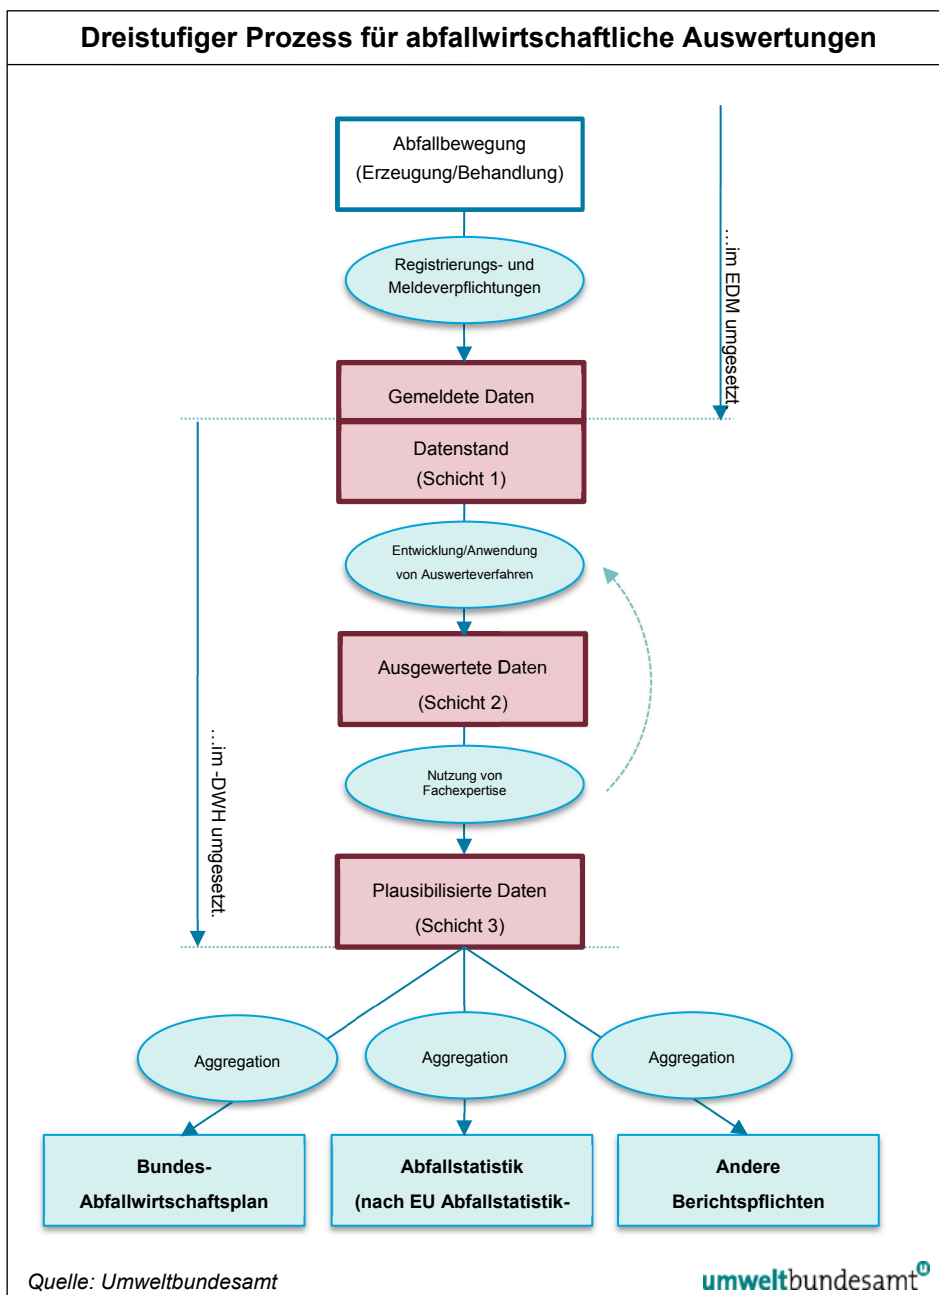 Dreistufiger Prozess für abfallwirtschaftliche Auswertungen
Abfallbewegung
(Erzeugung/Behandlung)
Registrierungs- und
Meldeverpflichtungen
…im EDM umgesetzt.
Gemeldete Daten
Datenstand
(Schicht 1)
Entwicklung/Anwendung
von Auswerteverfahren
Ausgewertete Daten
(Schicht 2)
Nutzung von
Fachexpertise
…im -DWH umgesetzt.
Plausibilisierte Daten
(Schicht 3)
Aggregation
Aggregation
Aggregation
Bundes-
Abfallwirtschaftsplan
Abfallstatistik
(nach EU Abfallstatistik-
Andere
Berichtspflichten
Quelle: Umweltbundesamt
umweltbundesamt